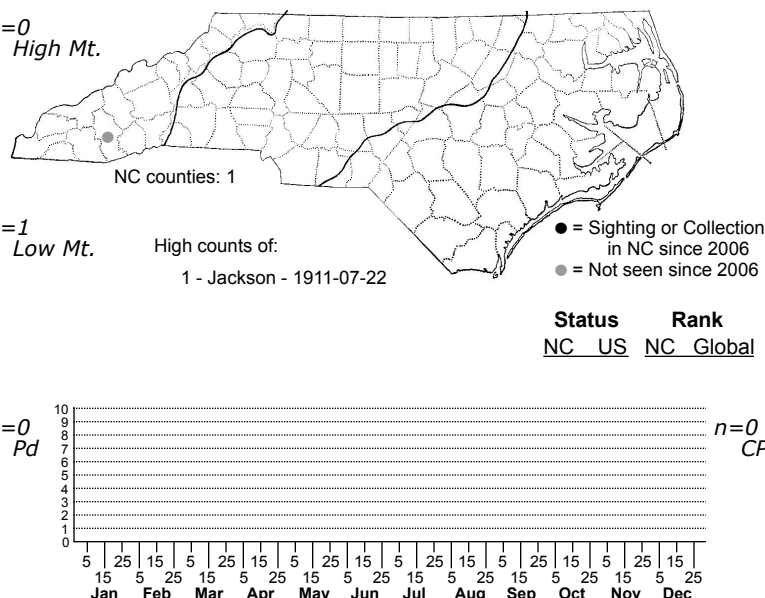 =0
High Mt.
NC counties: 1
=1
Low Mt.
High counts of:
1 - Jackson - 1911-07-22
● = Sighting or Collection
in NC since 2006
● = Not seen since 2006
Status Rank
NC US NC Global
=0
Pd
n=0
CP
10
9
8
7
6
5
4
3
2
1
0
5 25 15 5 25 15 5 25 15 5 25 15 5 25 15 5 25 15 5 25 15
15 5 25 15 5 25 15 5 25 15 5 25 15 5 25 15 5 25
Jan Feb Mar Apr May Jun Jul Aug Sep Oct Nov Dec